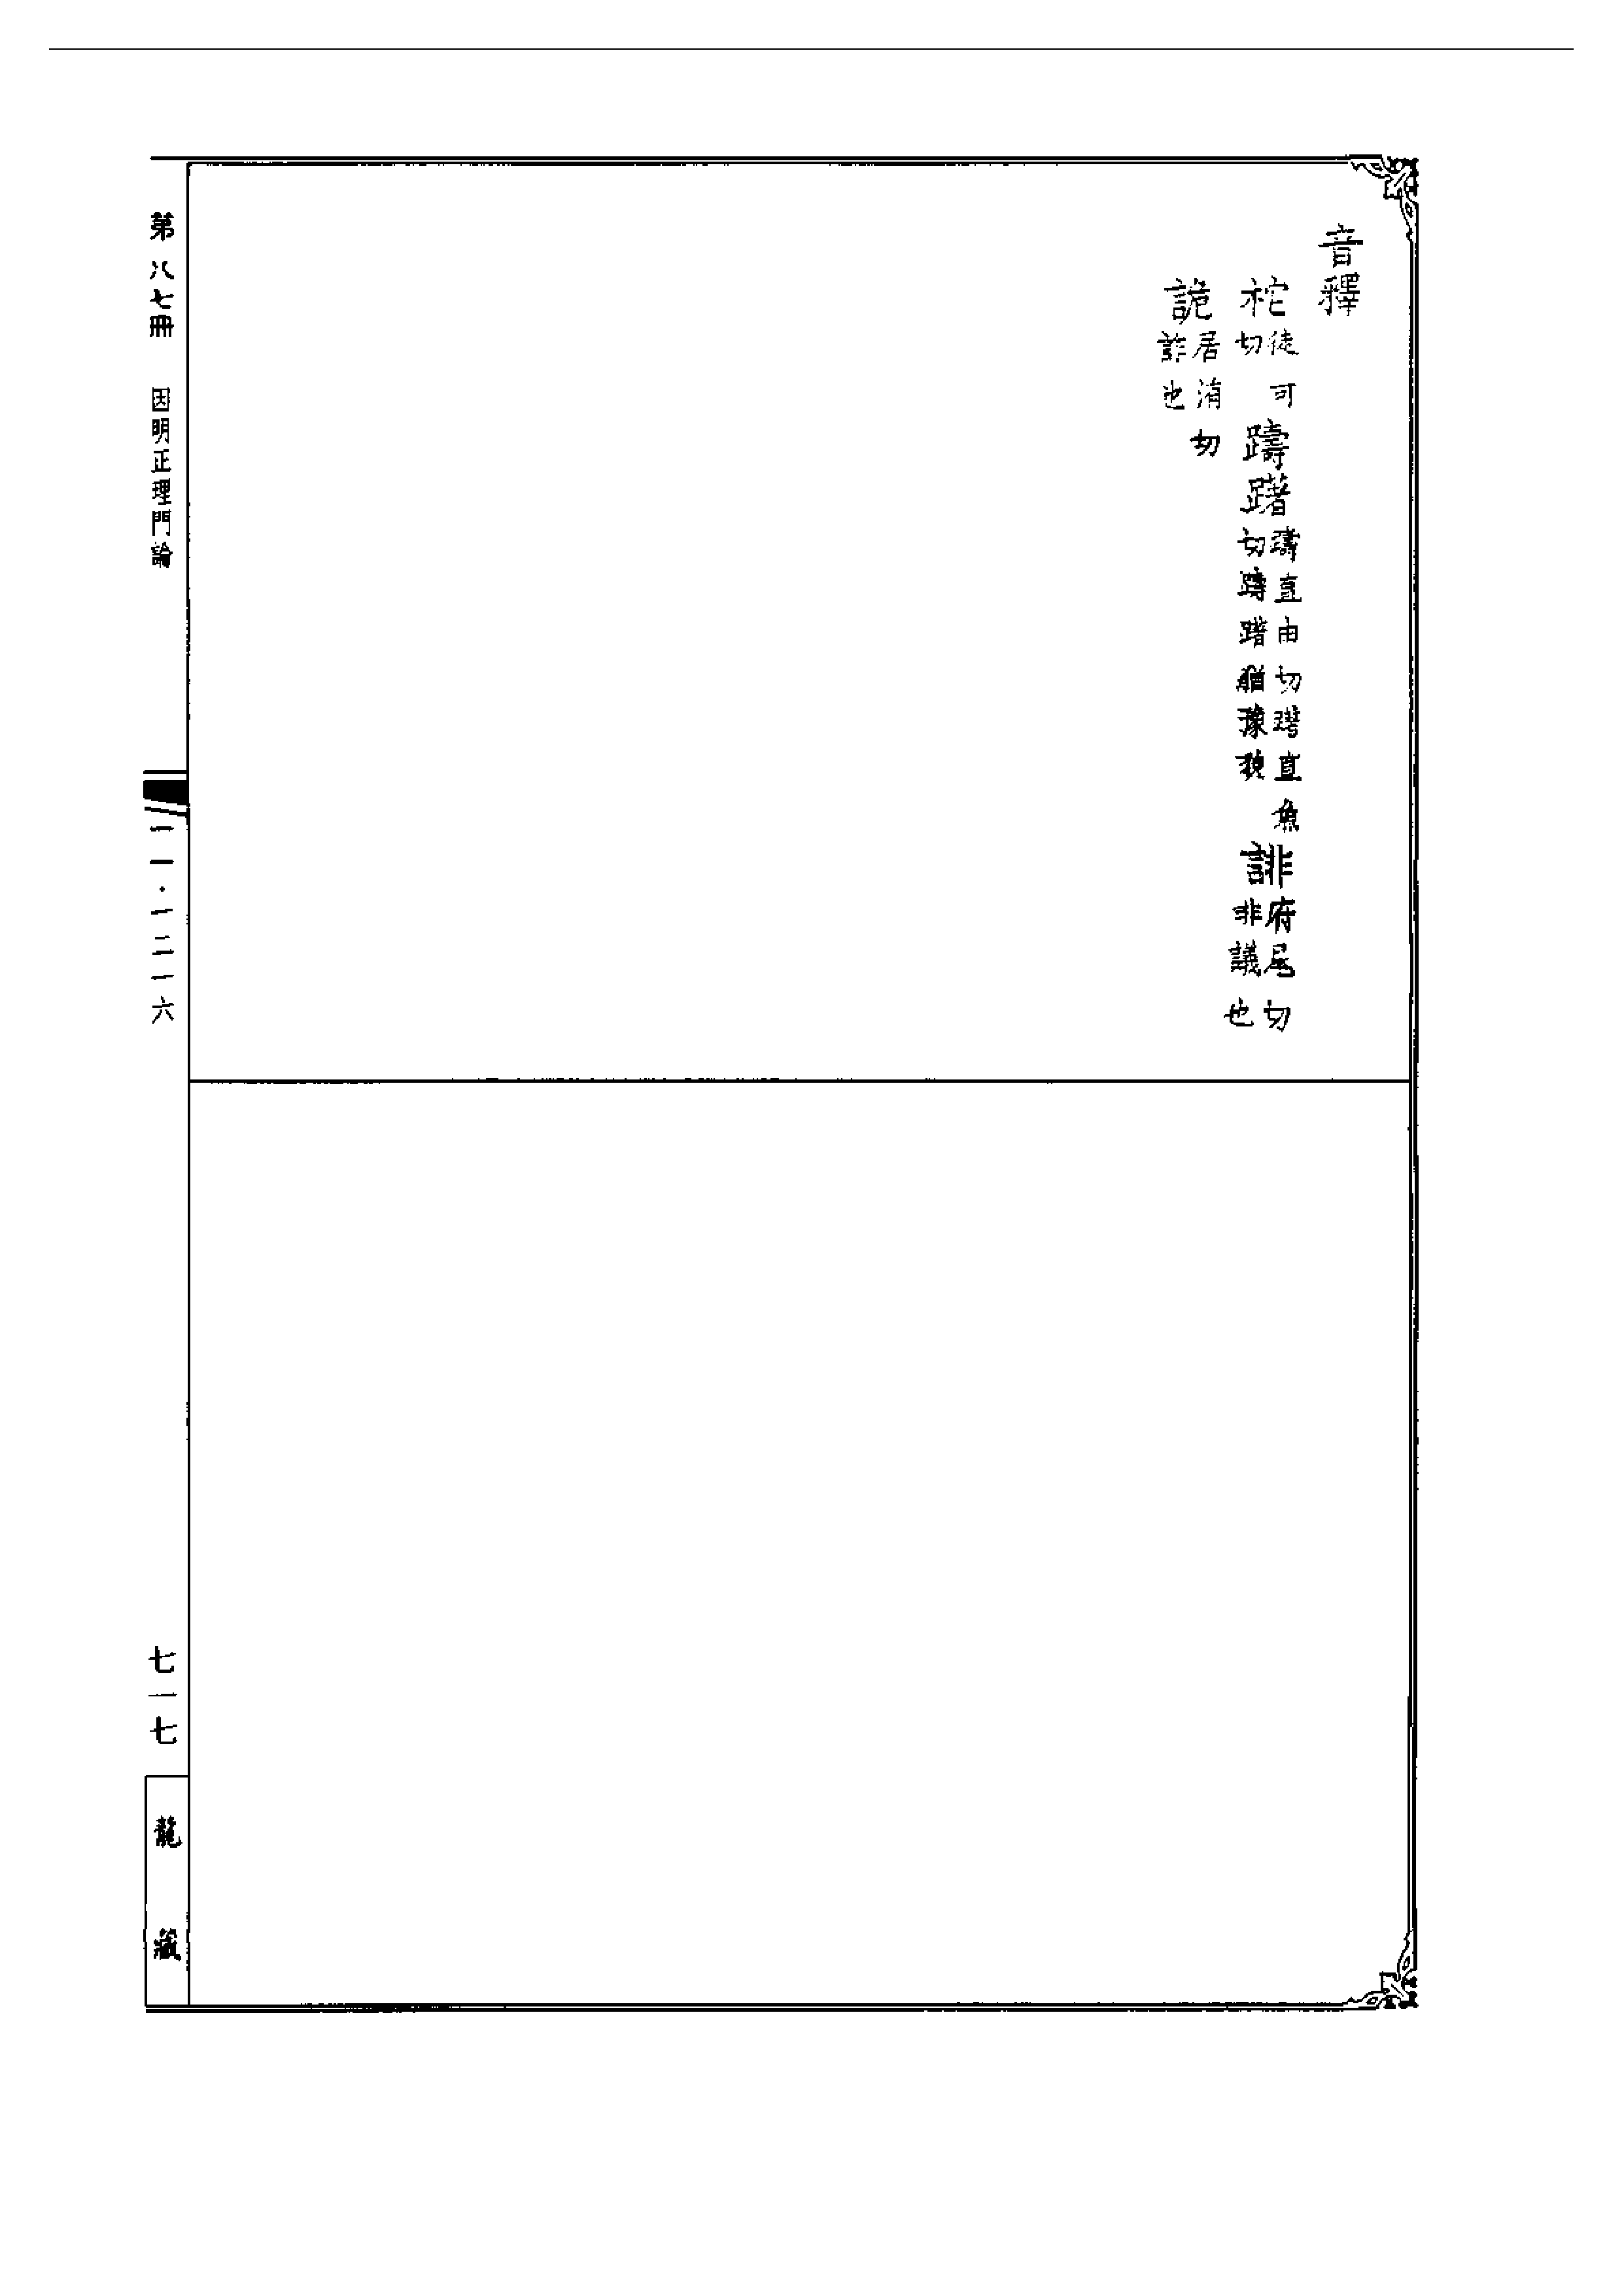 音釋
袉徒可切 躊躇躊直由切躇直魚切躊躇猶豫也 誹府尾切非議也
詭居洧切詐也
第八七冊 因明正理門論 一一·一二一六 七一七 龍藏